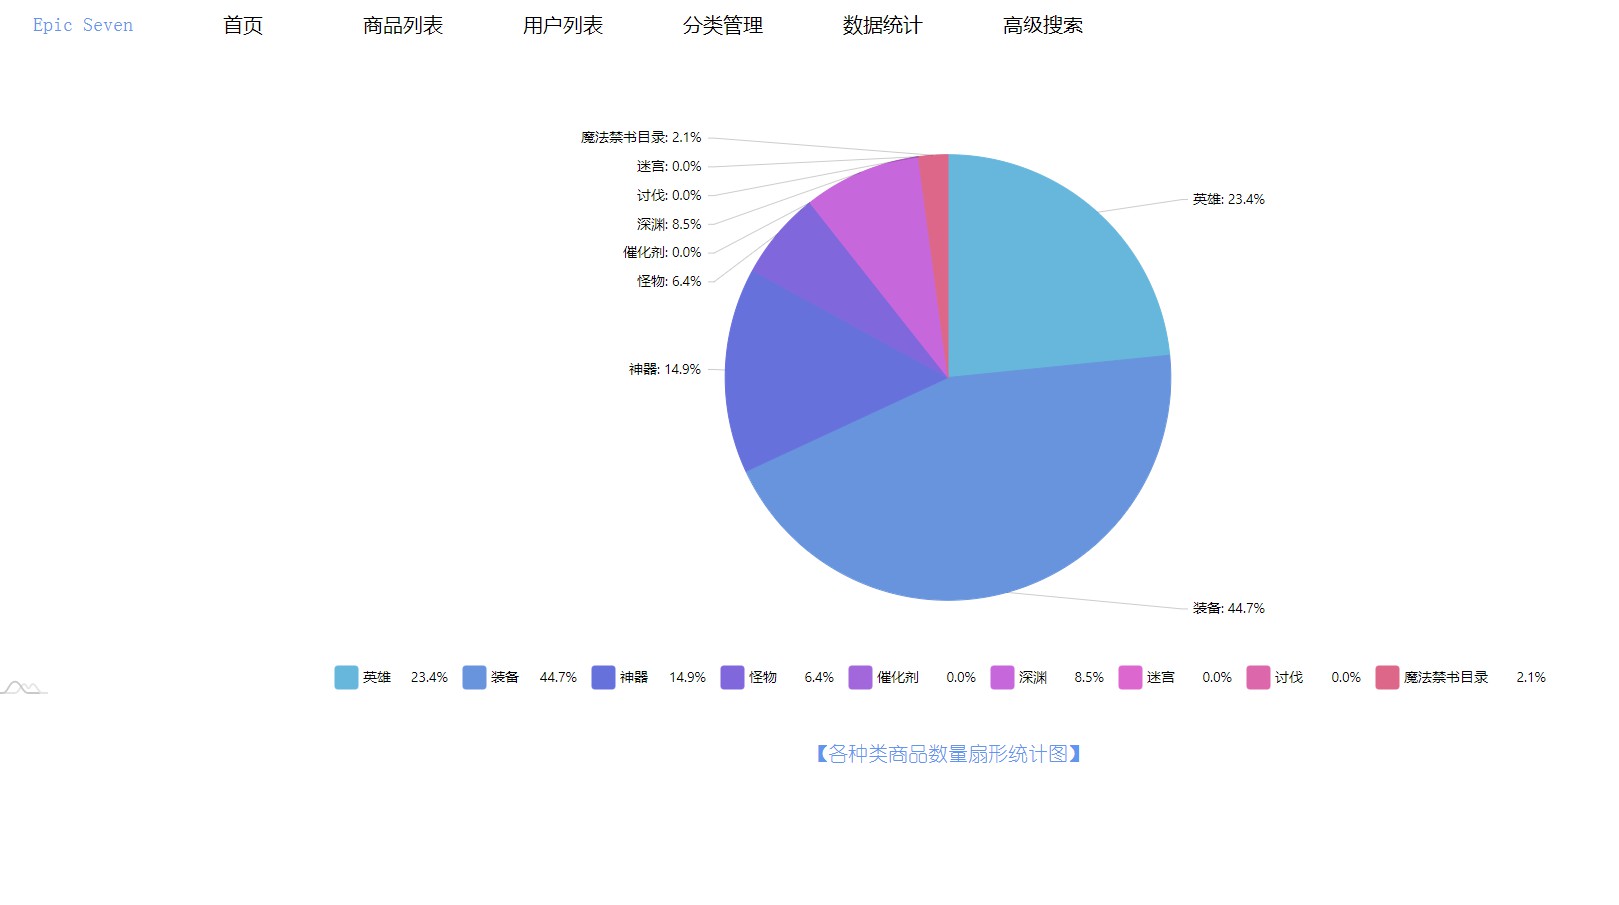 Epic Seven 首页 商品列表 用户列表 分类管理 数据统计 高级搜索
魔法禁书目录: 2.1%
迷宫: 0.0%
讨伐: 0.0%
英雄: 23.4%
深渊: 8.5%
催化剂: 0.0%
怪物: 6.4%
神器: 14.9%
装备: 44.7%
英雄 23.4% 装备 44.7% 神器 14.9% 怪物 6.4% 催化剂 0.0% 深渊 8.5% 迷宫 0.0% 讨伐 0.0% 魔法禁书目录 2.1%
【各种类商品数量扇形统计图】